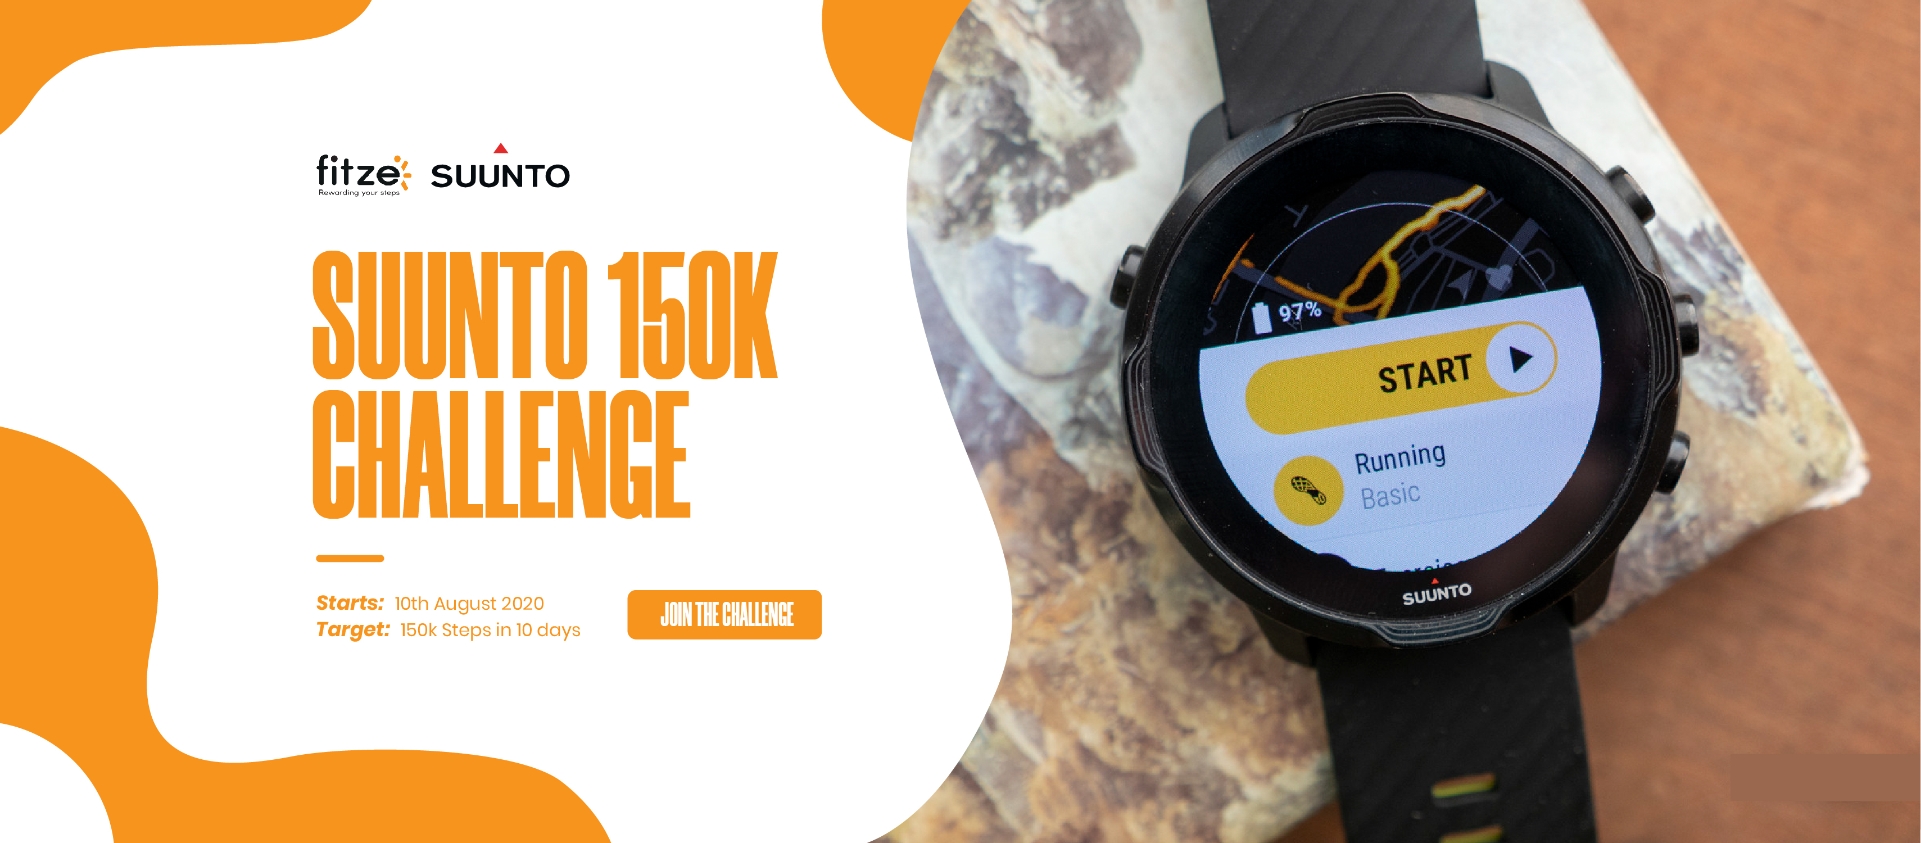 fitze
Rewarding your steps
SUUNTO
SUUNTO 150K
CHALLENGE
Starts: 10th August 2020
Target: 150k Steps in 10 days
JOIN THE CHALLENGE
97%
START
Running
Basic
SUUNTO